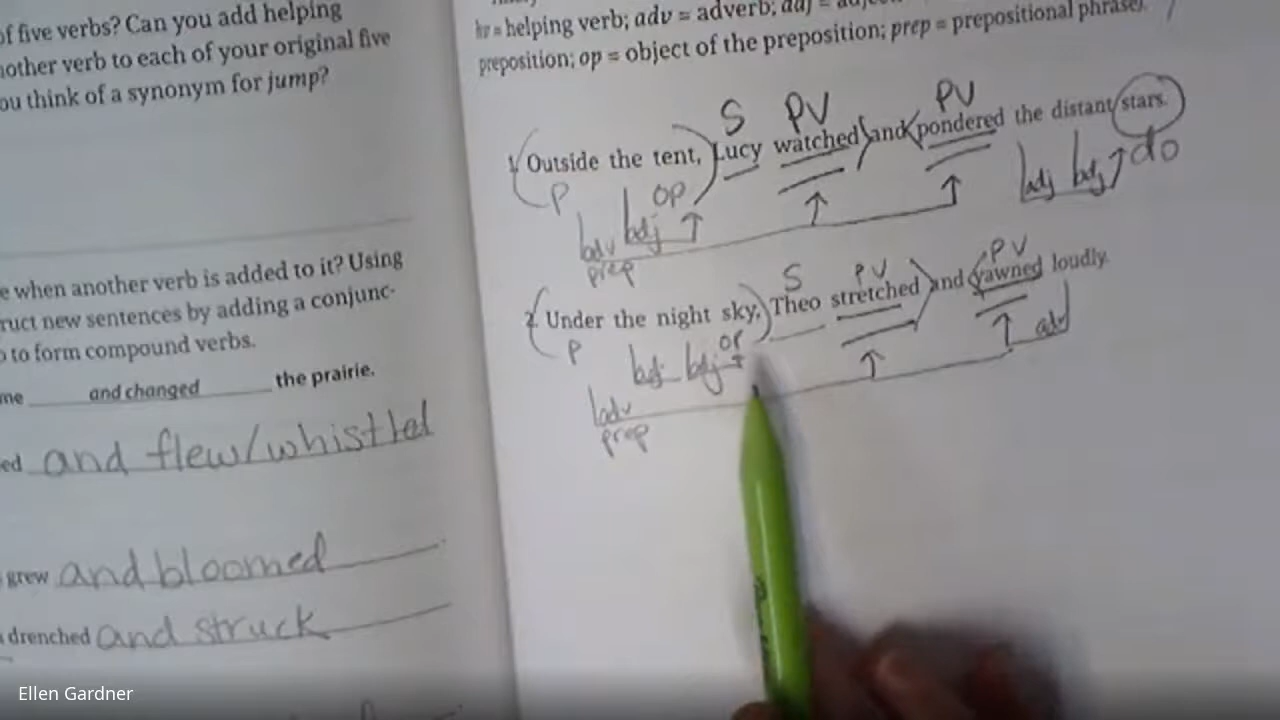 of five verbs? Can you add helping
another verb to each of your original five
you think of a synonym for jump?
e when another verb is added to it? Using
ruct new sentences by adding a conjunc-
to form compound verbs.
me and changed the prairie.
ed and flew/whistled
grew and bloomed
drenched and struck
hv = helping verb; adv = adverb; adj =
preposition; op = object of the preposition; prep = prepositional phrase).
S PV PV
1. Outside the tent, Lucy watched and pondered the distant stars.
P OP adj adj do
adv adj
prep
S PV PV
2. Under the night sky, Theo stretched and yawned loudly.
P adj adj OP adv
adv
prep
Ellen Gardner